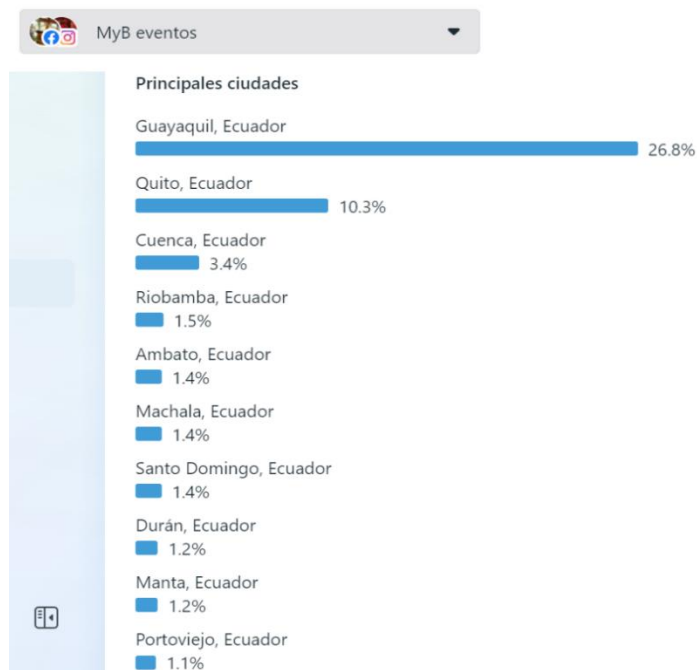 MyB eventos
Principales ciudades
Guayaquil, Ecuador
26.8%
Quito, Ecuador
10.3%
Cuenca, Ecuador
3.4%
Riobamba, Ecuador
1.5%
Ambato, Ecuador
1.4%
Machala, Ecuador
1.4%
Santo Domingo, Ecuador
1.4%
Durán, Ecuador
1.2%
Manta, Ecuador
1.2%
Portoviejo, Ecuador
1.1%